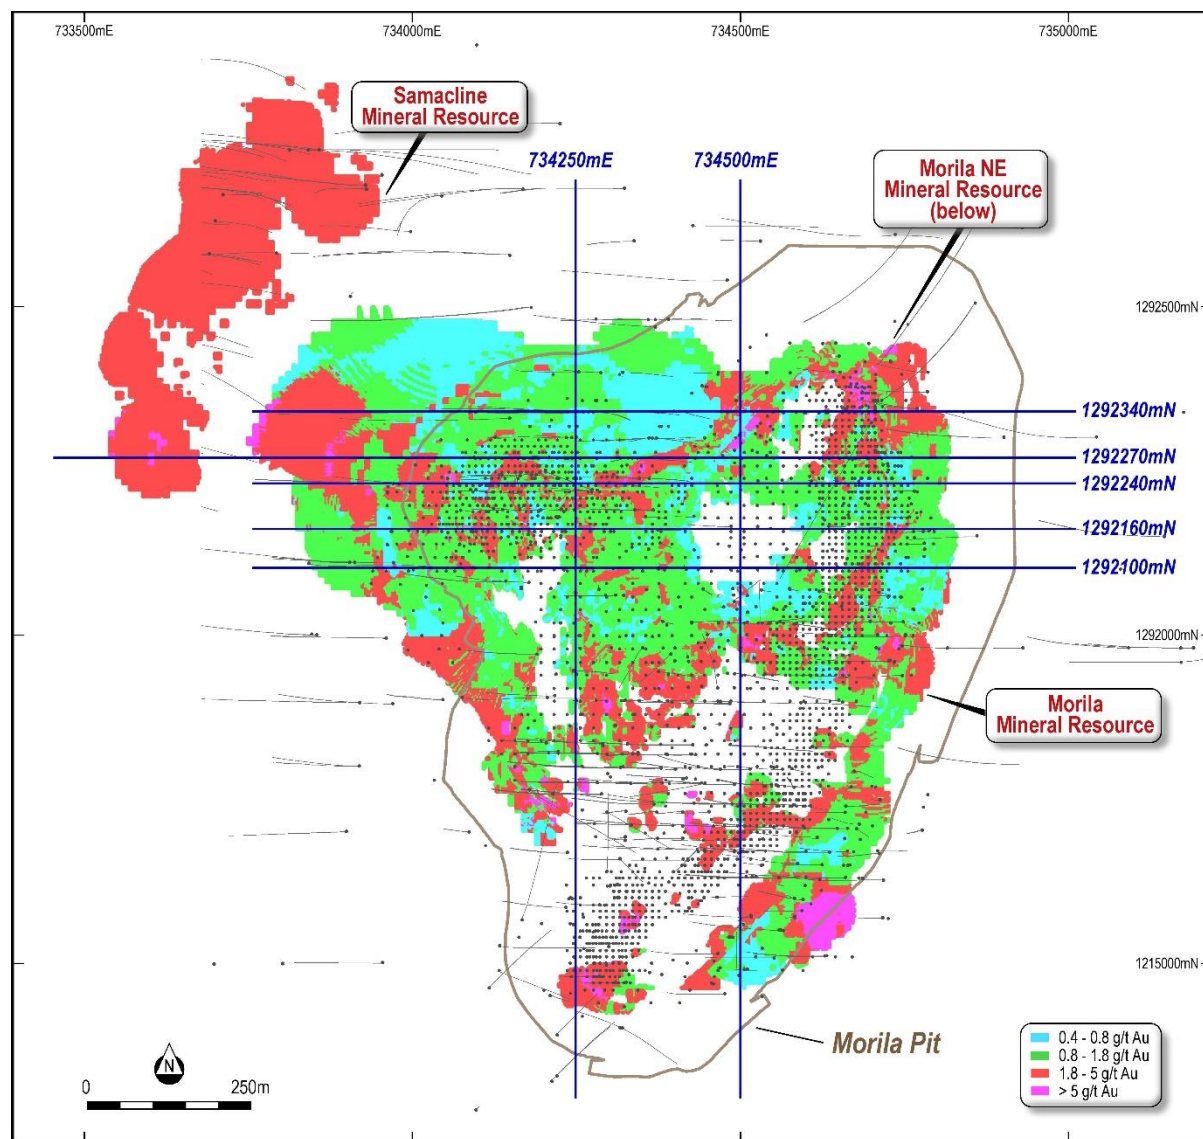 733500mE
734000mE
734500mE
735000mE
Samacline
Mineral Resource
734250mE
734500mE
Morila NE
Mineral Resource
(below)
1292500mN
1292340mN
1292270mN
1292240mN
1292160mN
1292100mN
1292000mN
Morila
Mineral Resource
1215000mN
Morila Pit
N
0
250m
0.4 - 0.8 g/t Au
0.8 - 1.8 g/t Au
1.8 - 5 g/t Au
> 5 g/t Au